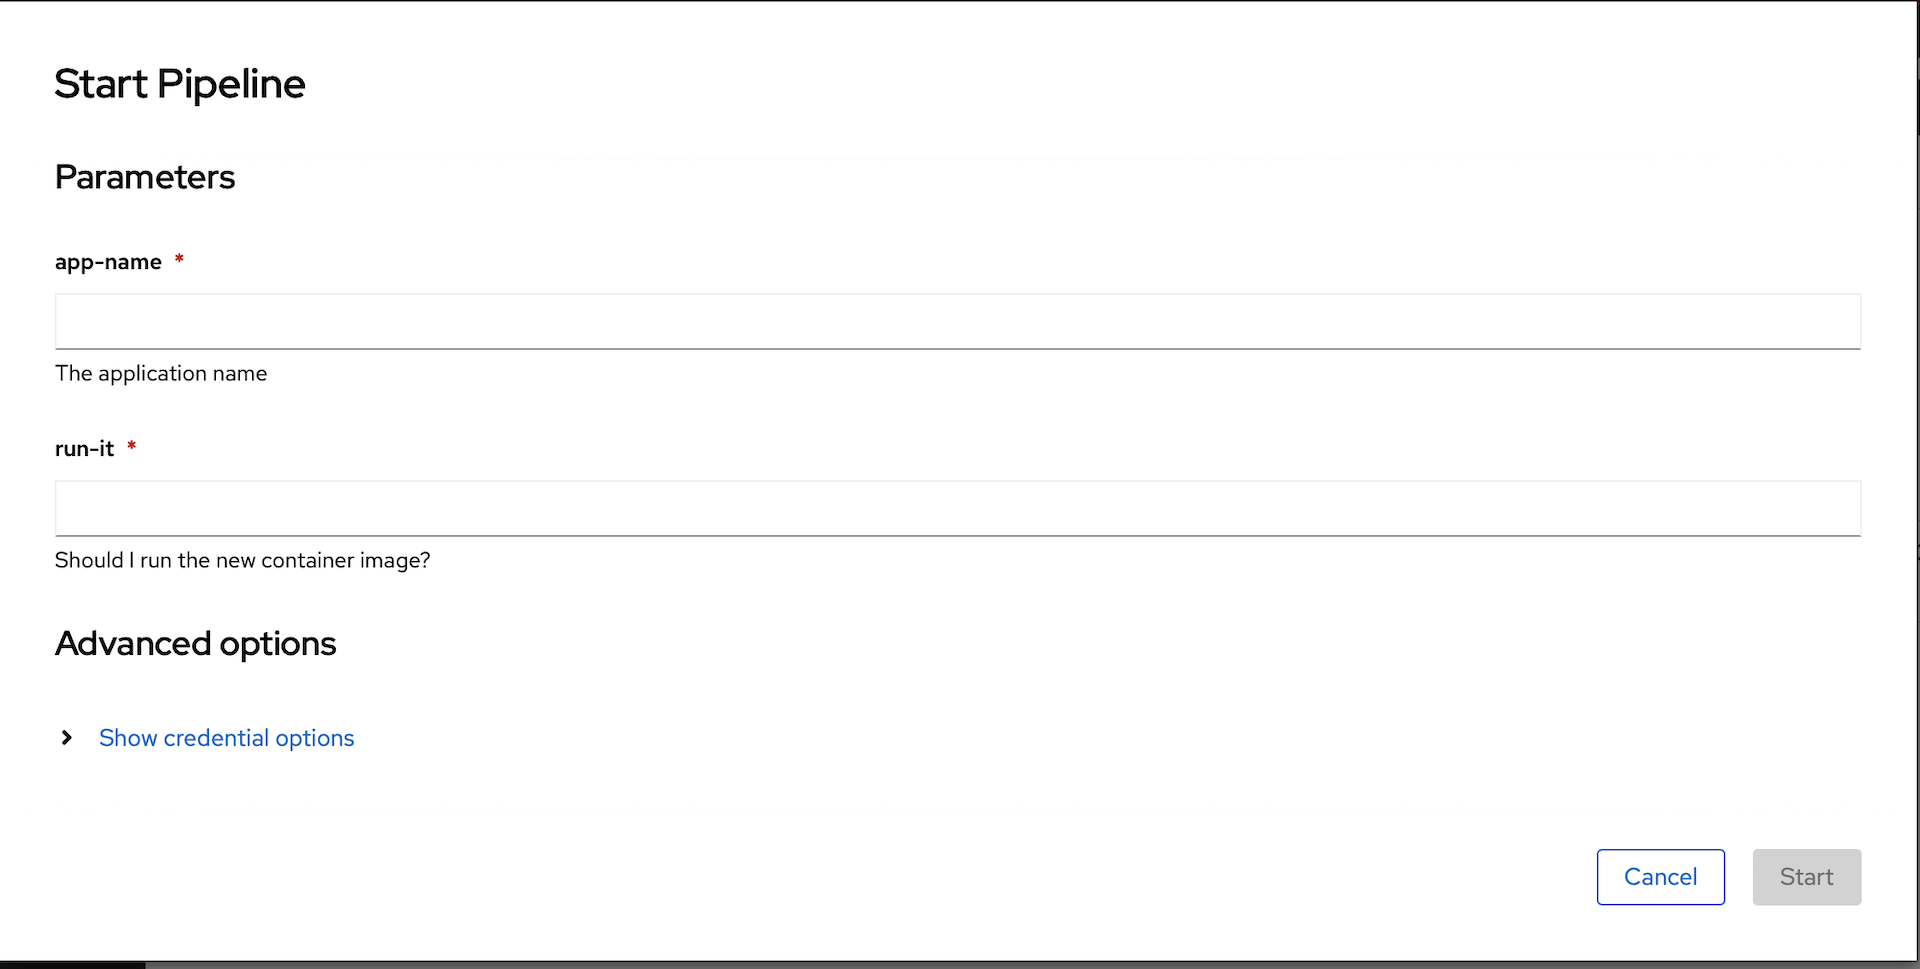 Start Pipeline
Parameters
app-name *
The application name
run-it *
Should I run the new container image?
Advanced options
Show credential options
Cancel Start